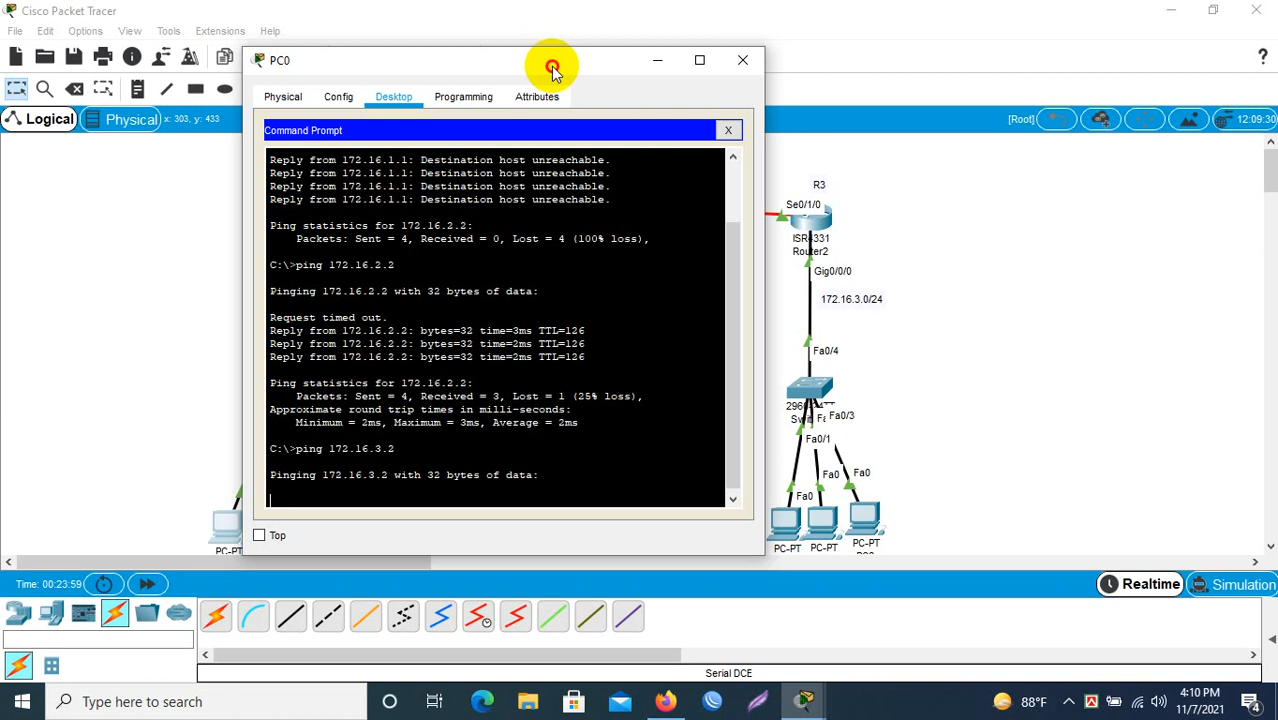 Cisco Packet Tracer
File Edit Options View Tools Extensions Help
PC0
Physical Config Desktop Programming Attributes
Logical Physical x: 303, y: 433 [Root] 12:09:30
Command Prompt X
Reply from 172.16.1.1: Destination host unreachable.
Reply from 172.16.1.1: Destination host unreachable.
Reply from 172.16.1.1: Destination host unreachable.
Reply from 172.16.1.1: Destination host unreachable.
Ping statistics for 172.16.2.2:
Packets: Sent = 4, Received = 0, Lost = 4 (100% loss),
C:\>ping 172.16.2.2
Pinging 172.16.2.2 with 32 bytes of data:
Request timed out.
Reply from 172.16.2.2: bytes=32 time=3ms TTL=126
Reply from 172.16.2.2: bytes=32 time=2ms TTL=126
Reply from 172.16.2.2: bytes=32 time=2ms TTL=126
Ping statistics for 172.16.2.2:
Packets: Sent = 4, Received = 3, Lost = 1 (25% loss),
Approximate round trip times in milli-seconds:
Minimum = 2ms, Maximum = 3ms, Average = 2ms
C:\>ping 172.16.3.2
Pinging 172.16.3.2 with 32 bytes of data:
Top
R3
Se0/1/0
ISR4331
Router2
Gig0/0/0
172.16.3.0/24
Fa0/4
Fa0/3
Fa0/1
Fa0 Fa0 Fa0
PC-PT PC-PT PC-PT
PC-PT
Time: 00:23:59 Realtime Simulation
Serial DCE
Type here to search
88°F
4:10 PM
11/7/2021
4